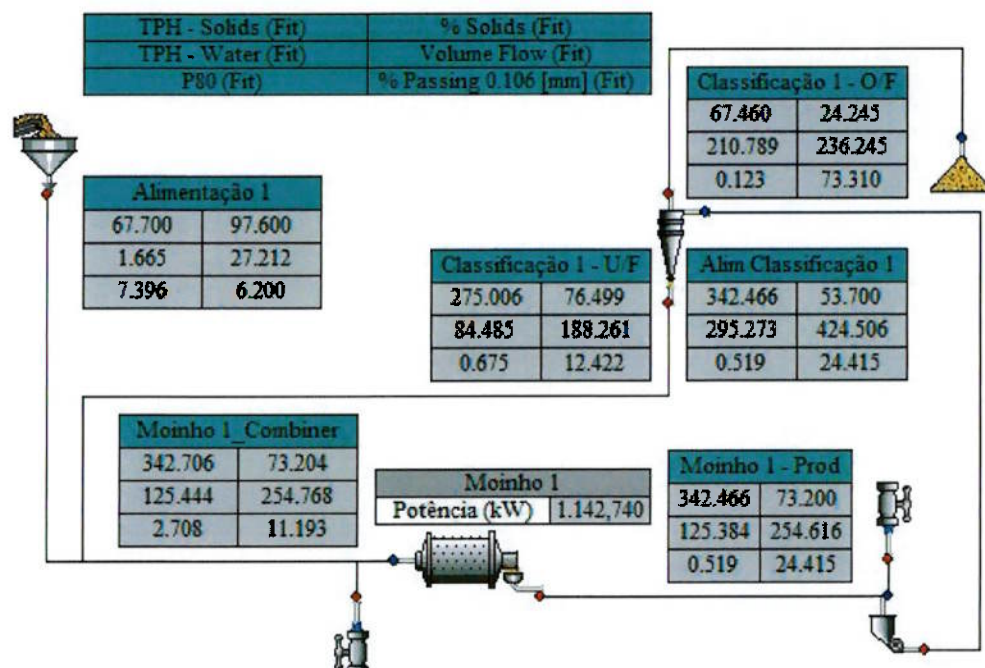 TPH - Solids (Fit) % Solids (Fit)
TPH - Water (Fit) Volume Flow (Fit)
P80 (Fit) % Passing 0.106 [mm] (Fit)
Classificação 1 - O/F
67.460 24.245
210.789 236.245
0.123 73.310
Alimentação 1
67.700 97.600
1.665 27.212
7.396 6.200
Classificação 1 - U/F
275.006 76.499
84.485 188.261
0.675 12.422
Alim Classificação 1
342.466 53.700
295.273 424.506
0.519 24.415
Moinho 1_Combiner
342.706 73.204
125.444 254.768
2.708 11.193
Moinho 1
Potência (kW) 1.142,740
Moinho 1 - Prod
342.466 73.200
125.384 254.616
0.519 24.415